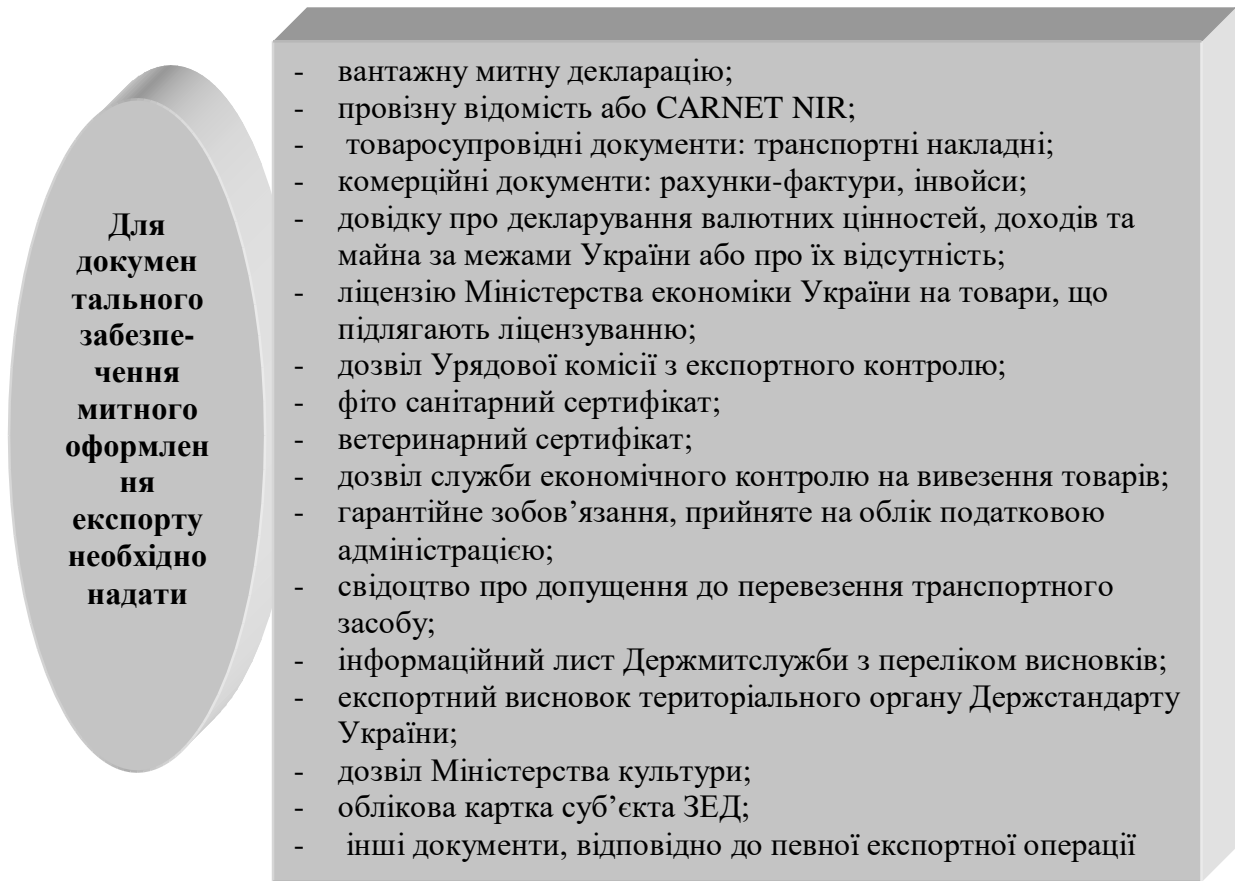 Для
докумен
тального
забезпе-
чення
митного
оформлен
ня
експорту
необхідно
надати
- вантажну митну декларацію;
- провізну відомість або CARNET NIR;
- товаросупровідні документи: транспортні накладні;
- комерційні документи: рахунки-фактури, інвойси;
- довідку про декларування валютних цінностей, доходів та
майна за межами України або про їх відсутність;
- ліцензію Міністерства економіки України на товари, що
підлягають ліцензуванню;
- дозвіл Урядової комісії з експортного контролю;
- фіто санітарний сертифікат;
- ветеринарний сертифікат;
- дозвіл служби економічного контролю на вивезення товарів;
- гарантійне зобов’язання, прийняте на облік податковою
адміністрацією;
- свідоцтво про допущення до перевезення транспортного
засобу;
- інформаційний лист Держмитслужби з переліком висновків;
- експортний висновок територіального органу Держстандарту
України;
- дозвіл Міністерства культури;
- облікова картка суб’єкта ЗЕД;
- інші документи, відповідно до певної експортної операції